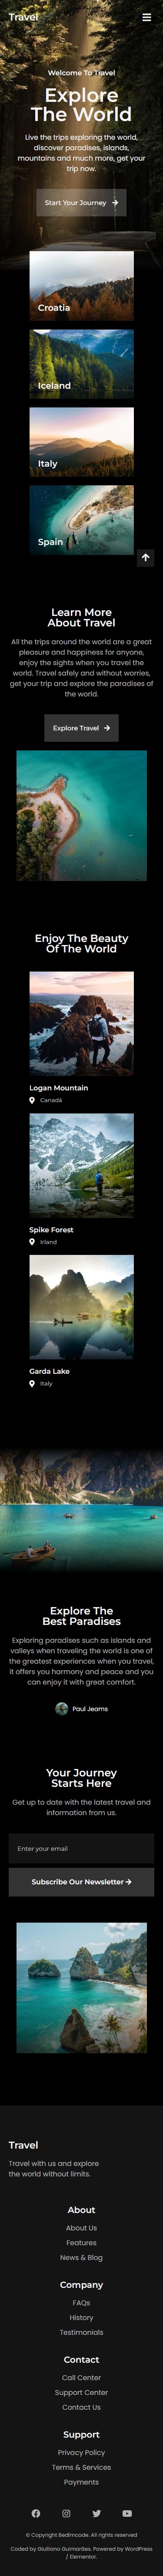 Travel
Welcome To Travel
Explore
The World
Live the trips exploring the world,
discover paradises, islands,
mountains and much more, get your
trip now.
Start Your Journey
Croatia
Iceland
Italy
Spain
Learn More
About Travel
All the trips around the world are a great
pleasure and happiness for anyone,
enjoy the sights when you travel the
world. Travel safely and without worries,
get your trip and explore the paradises of
the world.
Explore Travel
Enjoy The Beauty
Of The World
Logan Mountain
Canadá
Spike Forest
Irland
Garda Lake
Italy
Explore The
Best Paradises
Exploring paradises such as islands and
valleys when traveling the world is one of
the greatest experiences when you travel,
it offers you harmony and peace and you
can enjoy it with great comfort.
Paul Jeams
Your Journey
Starts Here
Get up to date with the latest travel and
information from us.
Enter your email
Subscribe Our Newsletter
Travel
Travel with us and explore
the world without limits.
About
About Us
Features
News & Blog
Company
FAQs
History
Testimonials
Contact
Call Center
Support Center
Contact Us
Support
Privacy Policy
Terms & Services
Payments
© Copyright Bedimcode. All rights reserved
Coded by Giulliano Guimarães. Powered by WordPress
/ Elementor.